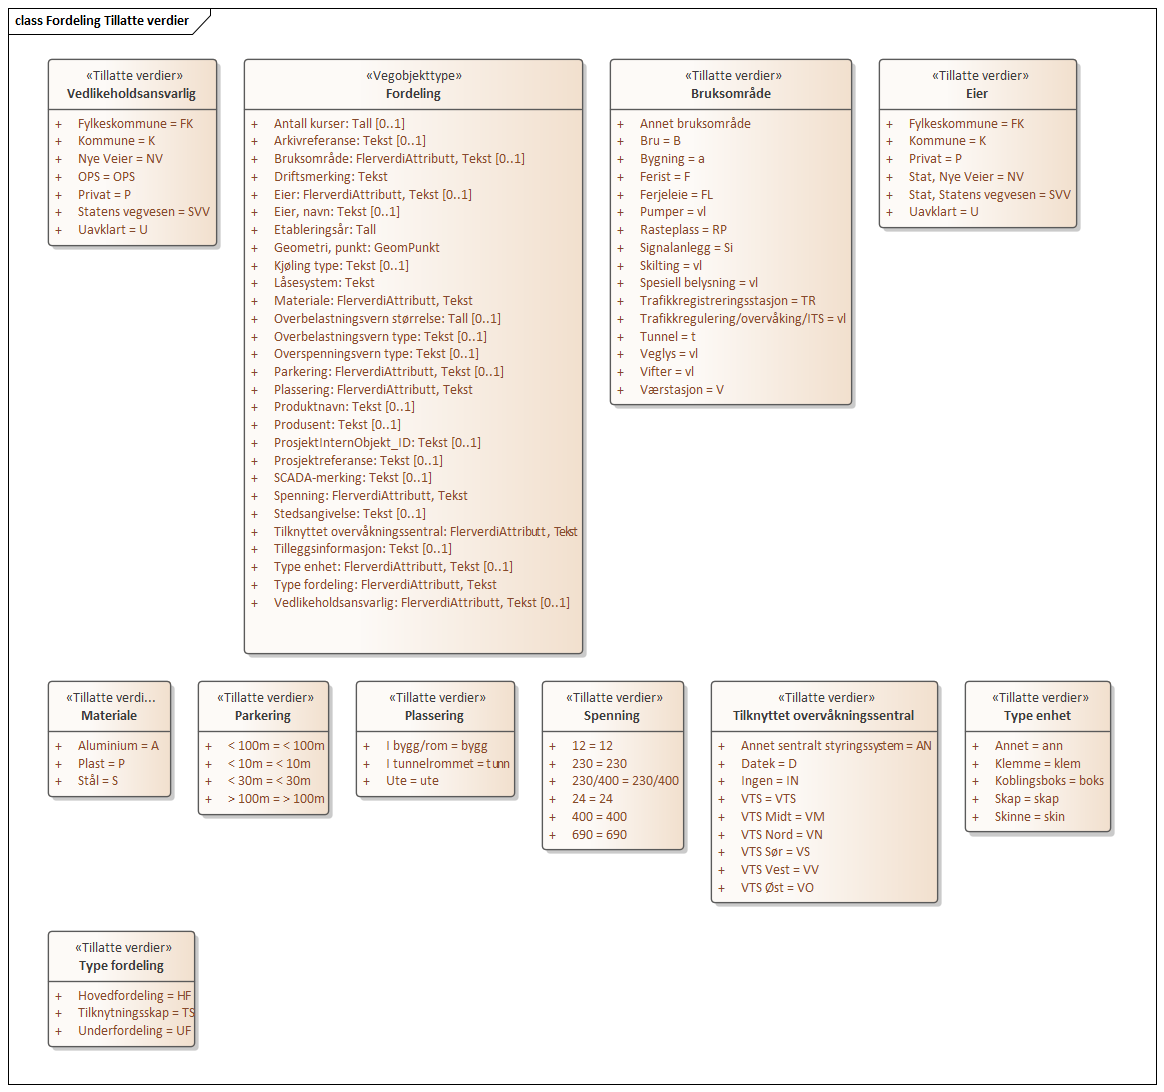 class Fordeling Tillatte verdier
«Tillatte verdier»
Vedlikeholdsansvarlig
+ Fylkeskommune = FK
+ Kommune = K
+ Nye Veier = NV
+ OPS = OPS
+ Privat = P
+ Statens vegvesen = SVV
+ Uavklart = U
«Vegobjekttype»
Fordeling
+ Antall kurser: Tall [0..1]
+ Arkivreferanse: Tekst [0..1]
+ Bruksområde: FlerverdiAttributt, Tekst [0..1]
+ Driftsmerking: Tekst
+ Eier: FlerverdiAttributt, Tekst [0..1]
+ Eier, navn: Tekst [0..1]
+ Etableringsår: Tall
+ Geometri, punkt: GeomPunkt
+ Kjøling type: Tekst [0..1]
+ Låsesystem: Tekst
+ Materiale: FlerverdiAttributt, Tekst
+ Overbelastningsvern størrelse: Tall [0..1]
+ Overbelastningsvern type: Tekst [0..1]
+ Overspenningsvern type: Tekst [0..1]
+ Parkering: FlerverdiAttributt, Tekst [0..1]
+ Plassering: FlerverdiAttributt, Tekst
+ Produktnavn: Tekst [0..1]
+ Produsent: Tekst [0..1]
+ ProsjektInternObjekt_ID: Tekst [0..1]
+ Prosjektreferanse: Tekst [0..1]
+ SCADA-merking: Tekst [0..1]
+ Spenning: FlerverdiAttributt, Tekst
+ Stedsangivelse: Tekst [0..1]
+ Tilknyttet overvåkningssentral: FlerverdiAttributt, Tekst
+ Tilleggsinformasjon: Tekst [0..1]
+ Type enhet: FlerverdiAttributt, Tekst [0..1]
+ Type fordeling: FlerverdiAttributt, Tekst
+ Vedlikeholdsansvarlig: FlerverdiAttributt, Tekst [0..1]
«Tillatte verdier»
Bruksområde
+ Annet bruksområde
+ Bru = B
+ Bygning = a
+ Ferist = F
+ Ferjeleie = FL
+ Pumper = vl
+ Rasteplass = RP
+ Signalanlegg = Si
+ Skilting = vl
+ Spesiell belysning = vl
+ Trafikkregistreringsstasjon = TR
+ Trafikkregulering/overvåking/ITS = vl
+ Tunnel = t
+ Veglys = vl
+ Vifter = vl
+ Værstasjon = V
«Tillatte verdier»
Eier
+ Fylkeskommune = FK
+ Kommune = K
+ Privat = P
+ Stat, Nye Veier = NV
+ Stat, Statens vegvesen = SVV
+ Uavklart = U
«Tillatte verdi...
Materiale
+ Aluminium = A
+ Plast = P
+ Stål = S
«Tillatte verdier»
Parkering
+ < 100m = < 100m
+ < 10m = < 10m
+ < 30m = < 30m
+ > 100m = > 100m
«Tillatte verdier»
Plassering
+ I bygg/rom = bygg
+ I tunnelrommet = tunn
+ Ute = ute
«Tillatte verdier»
Spenning
+ 12 = 12
+ 230 = 230
+ 230/400 = 230/400
+ 24 = 24
+ 400 = 400
+ 690 = 690
«Tillatte verdier»
Tilknyttet overvåkningssentral
+ Annet sentralt styringssystem = AN
+ Datek = D
+ Ingen = IN
+ VTS = VTS
+ VTS Midt = VM
+ VTS Nord = VN
+ VTS Sør = VS
+ VTS Vest = VV
+ VTS Øst = VO
«Tillatte verdier»
Type enhet
+ Annet = ann
+ Klemme = klem
+ Koblingsboks = boks
+ Skap = skap
+ Skinne = skin
«Tillatte verdier»
Type fordeling
+ Hovedfordeling = HF
+ Tilknytningsskap = TS
+ Underfordeling = UF